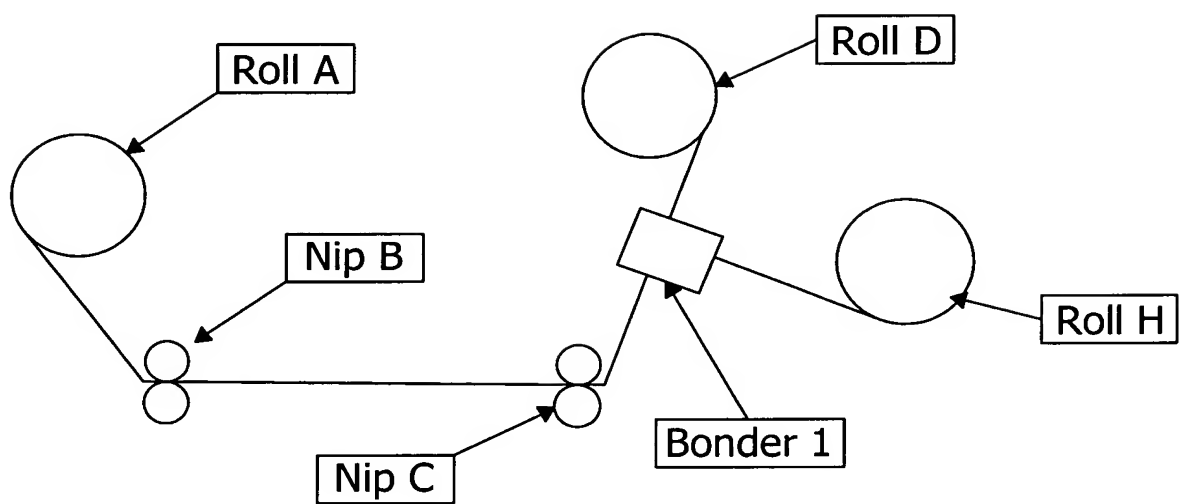 Roll D
Roll A
Nip B
Roll H
Bonder 1
Nip C